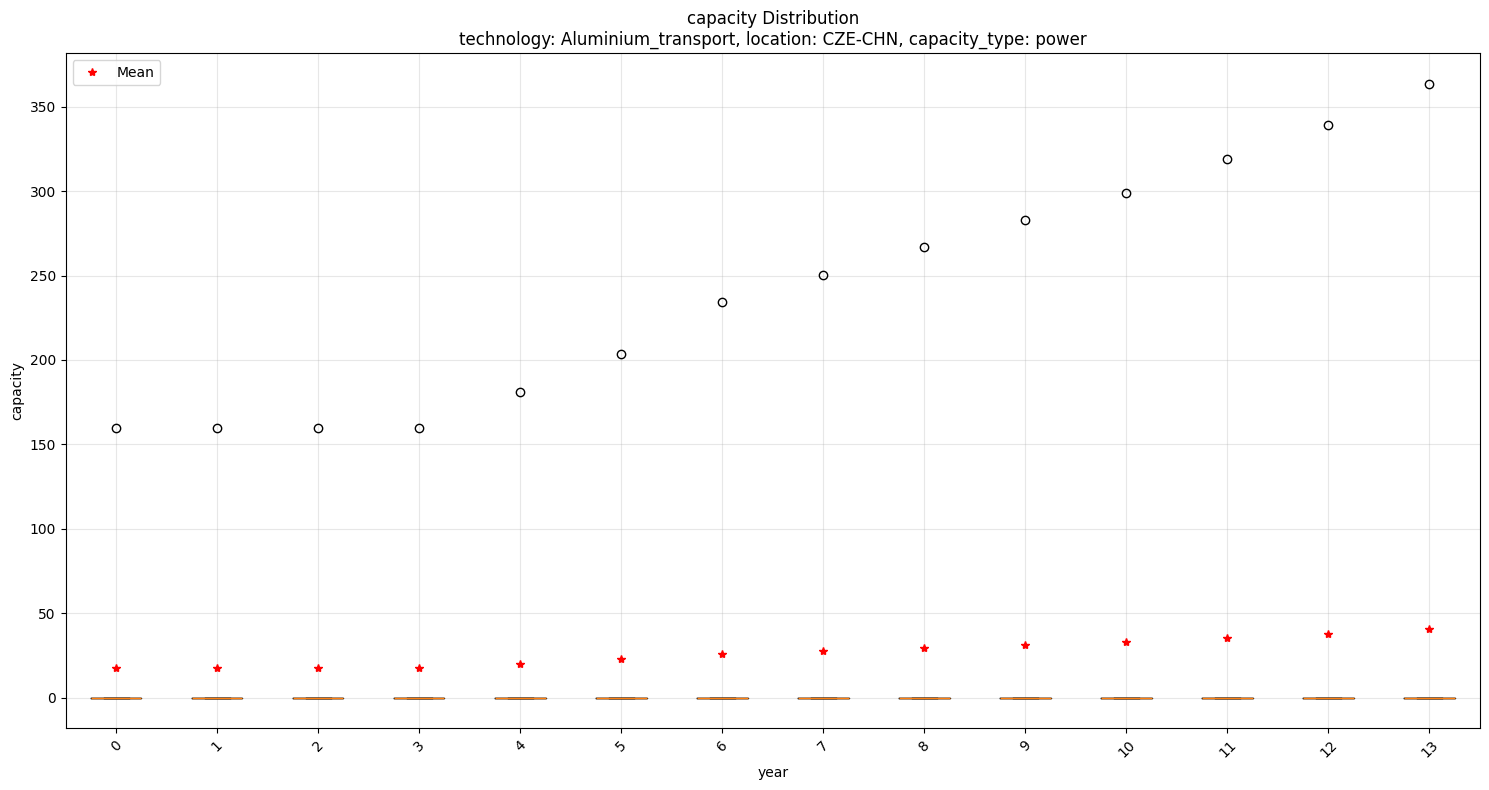 capacity Distribution
technology: Aluminium_transport, location: CZE-CHN, capacity_type: power
Mean
350
300
250
200
150
100
50
0
capacity
0 1 2 3 4 5 6 7 8 9 10 11 12 13
year